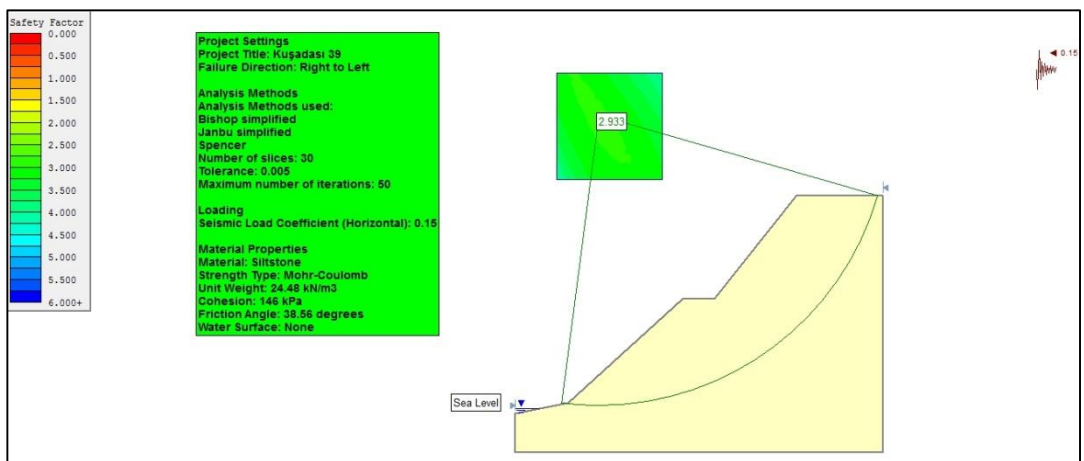 Safety Factor
0.000
0.500
1.000
1.500
2.000
2.500
3.000
3.500
4.000
4.500
5.000
5.500
6.000+
Project Settings
Project Title: Kuşadası 39
Failure Direction: Right to Left
Analysis Methods
Analysis Methods used:
Bishop simplified
Janbu simplified
Spencer
Number of slices: 30
Tolerance: 0.005
Maximum number of iterations: 50
Loading
Seismic Load Coefficient (Horizontal): 0.15
Material Properties
Material: Siltstone
Strength Type: Mohr-Coulomb
Unit Weight: 24.48 kN/m3
Cohesion: 146 kPa
Friction Angle: 38.56 degrees
Water Surface: None
2.933
0.15
Sea Level